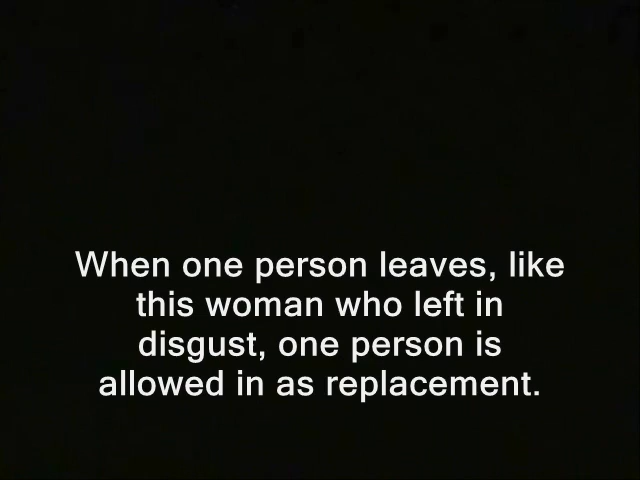 When one person leaves, like
this woman who left in
disgust, one person is
allowed in as replacement.